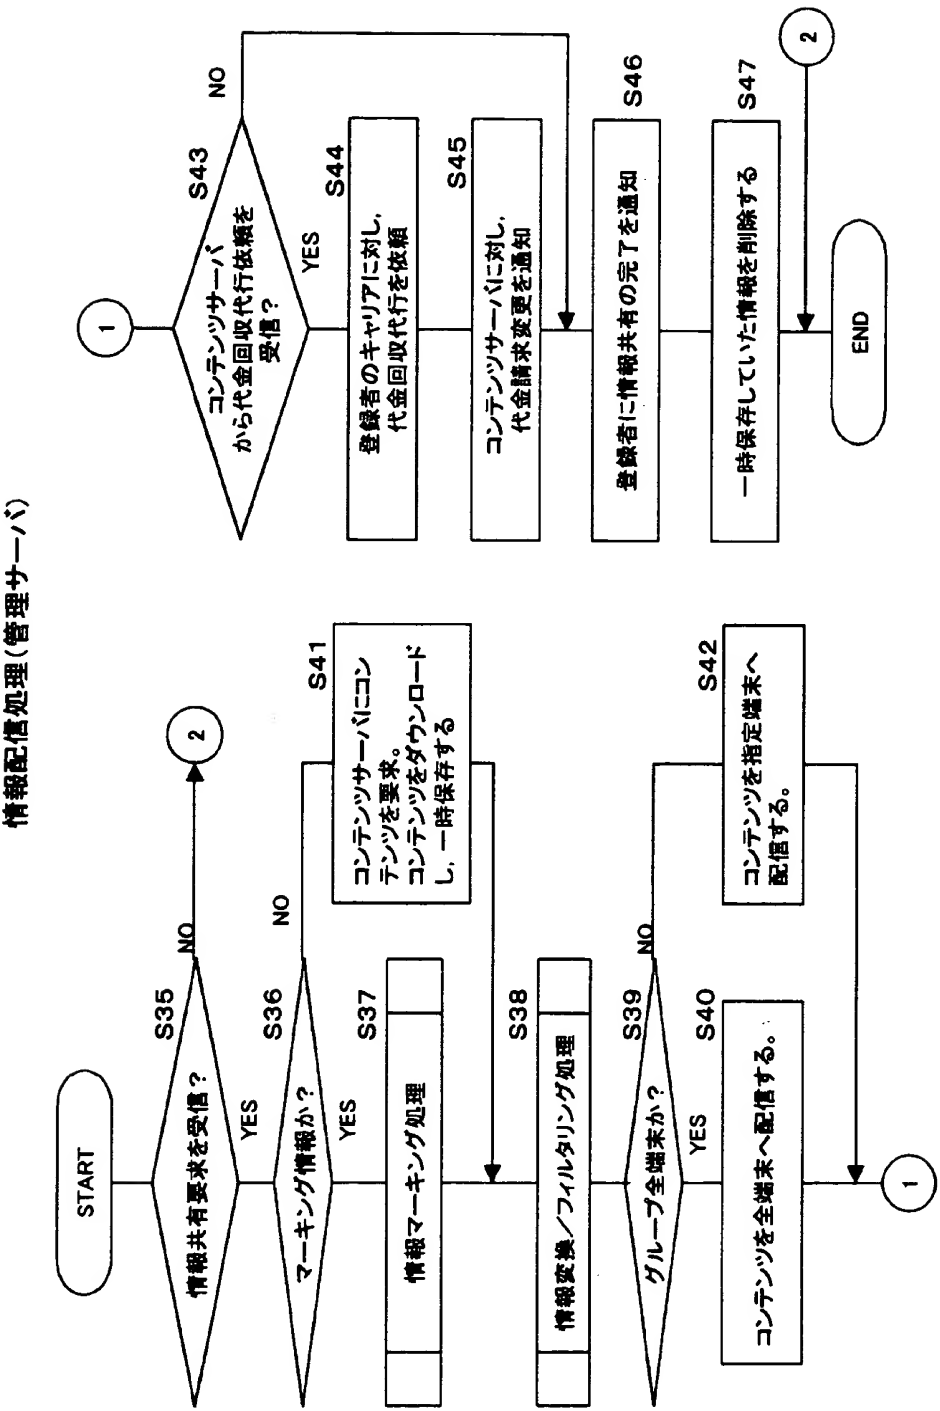 情報配信処理(管理サーバ)
START
情報共有要求を受信?
S35
NO
2
YES
マーキング情報か?
S36
NO
YES
情報マーキング処理
S37
コンテンツサーバにコン
テンツを要求。
コンテンツをダウンロード
し, 一時保存する
S41
情報変換/フィルタリング処理
S38
グループ全端末か?
S39
NO
YES
コンテンツを全端末へ配信する。
S40
コンテンツを指定端末へ
配信する。
S42
1
1
コンテンツサーバ
から代金回収代行依頼を
受信?
S43
NO
YES
登録者のキャリアに対し,
代金回収代行を依頼
S44
コンテンツサーバに対し,
代金請求変更を通知
S45
登録者に情報共有の完了を通知
S46
一時保存していた情報を削除する
S47
2
END